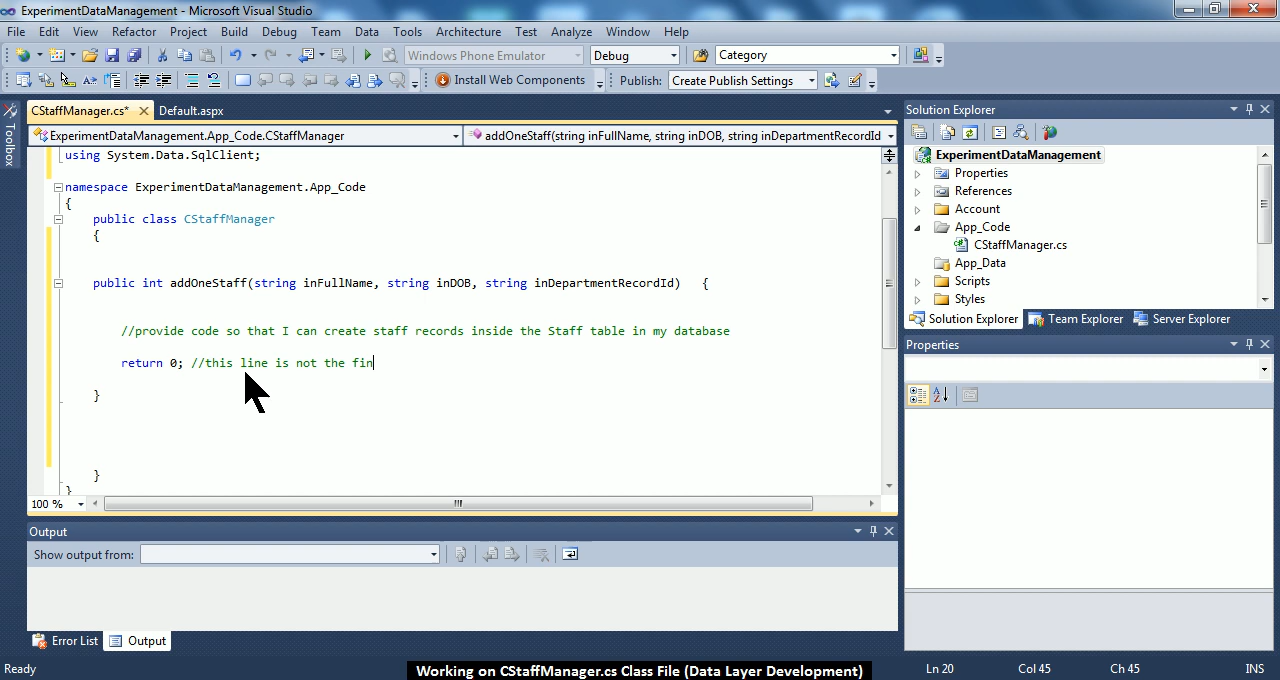 ExperimentDataManagement - Microsoft Visual Studio
File Edit View Refactor Project Build Debug Team Data Tools Architecture Test Analyze Window Help
Windows Phone Emulator Debug Category
Install Web Components Publish: Create Publish Settings
Toolbox
CStaffManager.cs* Default.aspx
ExperimentDataManagement.App_Code.CStaffManager addOneStaff(string inFullName, string inDOB, string inDepartmentRecordId
using System.Data.SqlClient;
namespace ExperimentDataManagement.App_Code
{
public class CStaffManager
{
public int addOneStaff(string inFullName, string inDOB, string inDepartmentRecordId) {
//provide code so that I can create staff records inside the Staff table in my database
return 0; //this line is not the fin
}
}
}
100 %
Output
Show output from:
Error List Output
Solution Explorer
ExperimentDataManagement
Properties
References
Account
App_Code
CStaffManager.cs
App_Data
Scripts
Styles
Solution Explorer Team Explorer Server Explorer
Properties
Ready Ln 20 Col 45 Ch 45 INS
Working on CStaffManager.cs Class File (Data Layer Development)